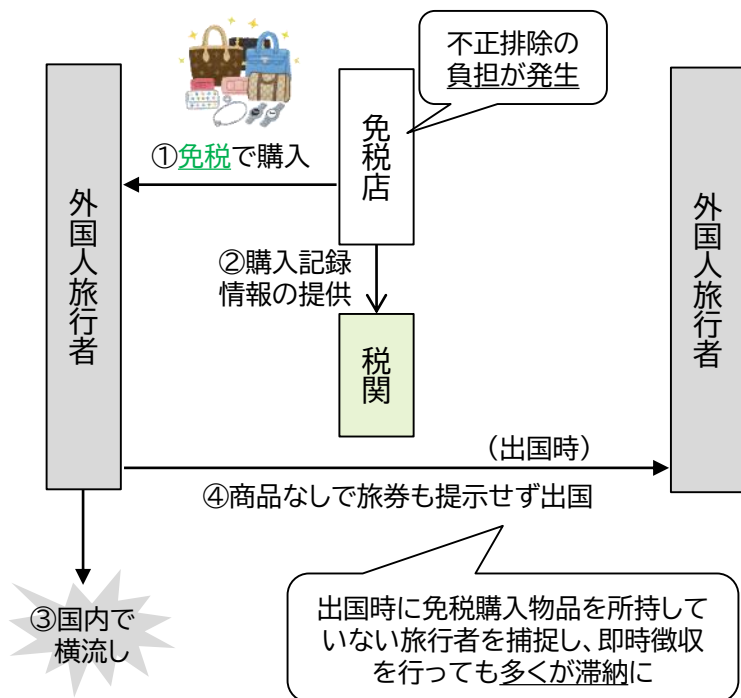 不正排除の
負担が発生
免税店
①免税で購入
外国人旅行者
外国人旅行者
②購入記録
情報の提供
税関
（出国時）
④商品なしで旅券も提示せず出国
③国内で
横流し
出国時に免税購入物品を所持して
いない旅行者を捕捉し、即時徴収
を行っても多くが滞納に